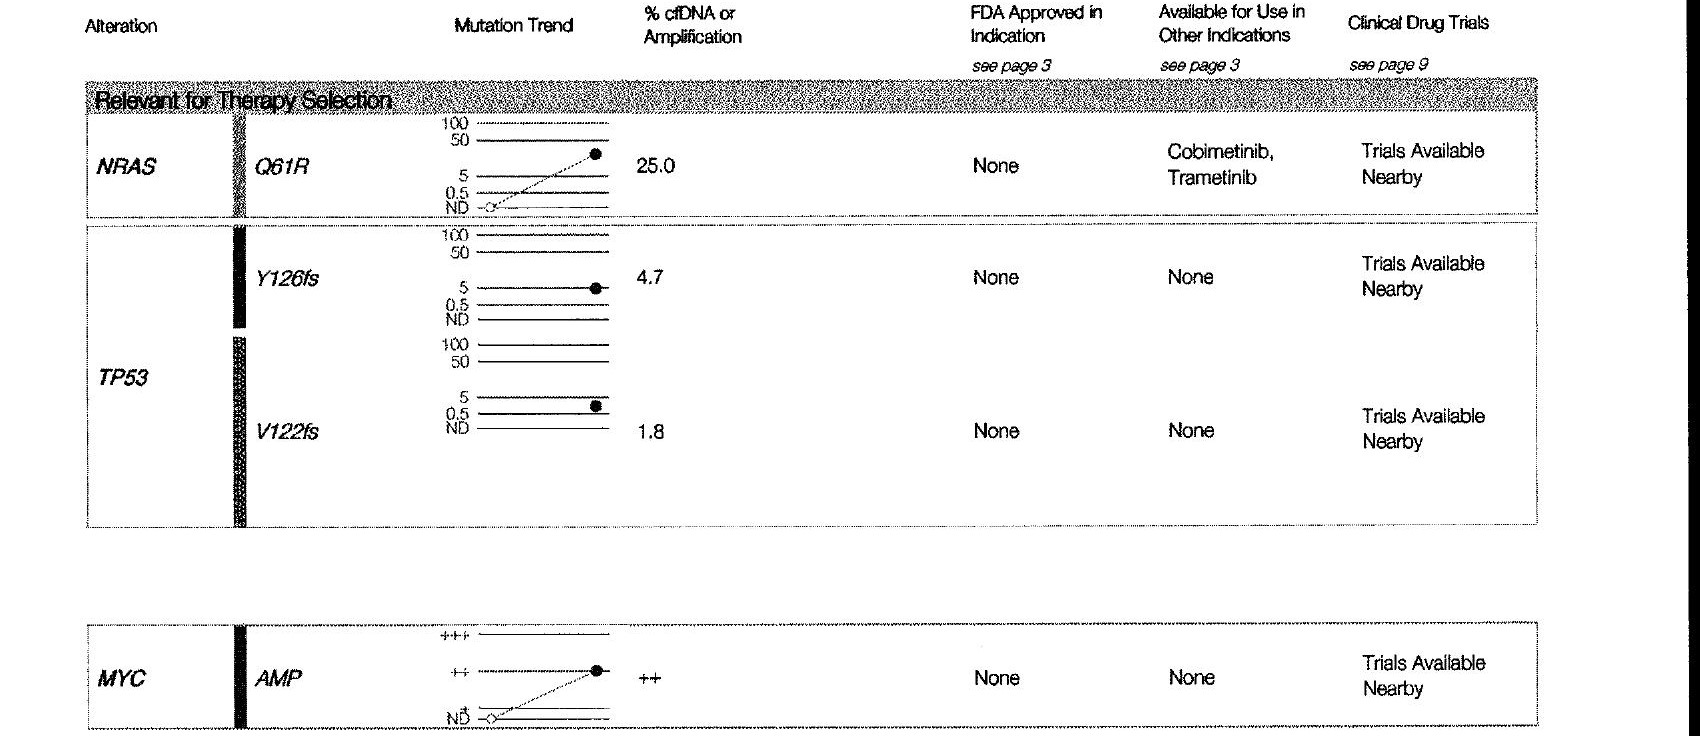 Alteration
Mutation Trend
% cfDNA or
Amplification
FDA Approved in
Indication
see page 3
Available for Use in
Other Indications
see page 3
Clinical Drug Trials
see page 9
Relevant for Therapy Selection
NRAS
Q61R
100
50
5
0.5
ND
25.0
None
Cobimetinib,
Trametinib
Trials Available
Nearby
TP53
Y126fs
100
50
5
0.5
ND
4.7
None
None
Trials Available
Nearby
V122fs
100
50
5
0.5
ND
1.8
None
None
Trials Available
Nearby
MYC
AMP
+++
++
+
ND
++
None
None
Trials Available
Nearby